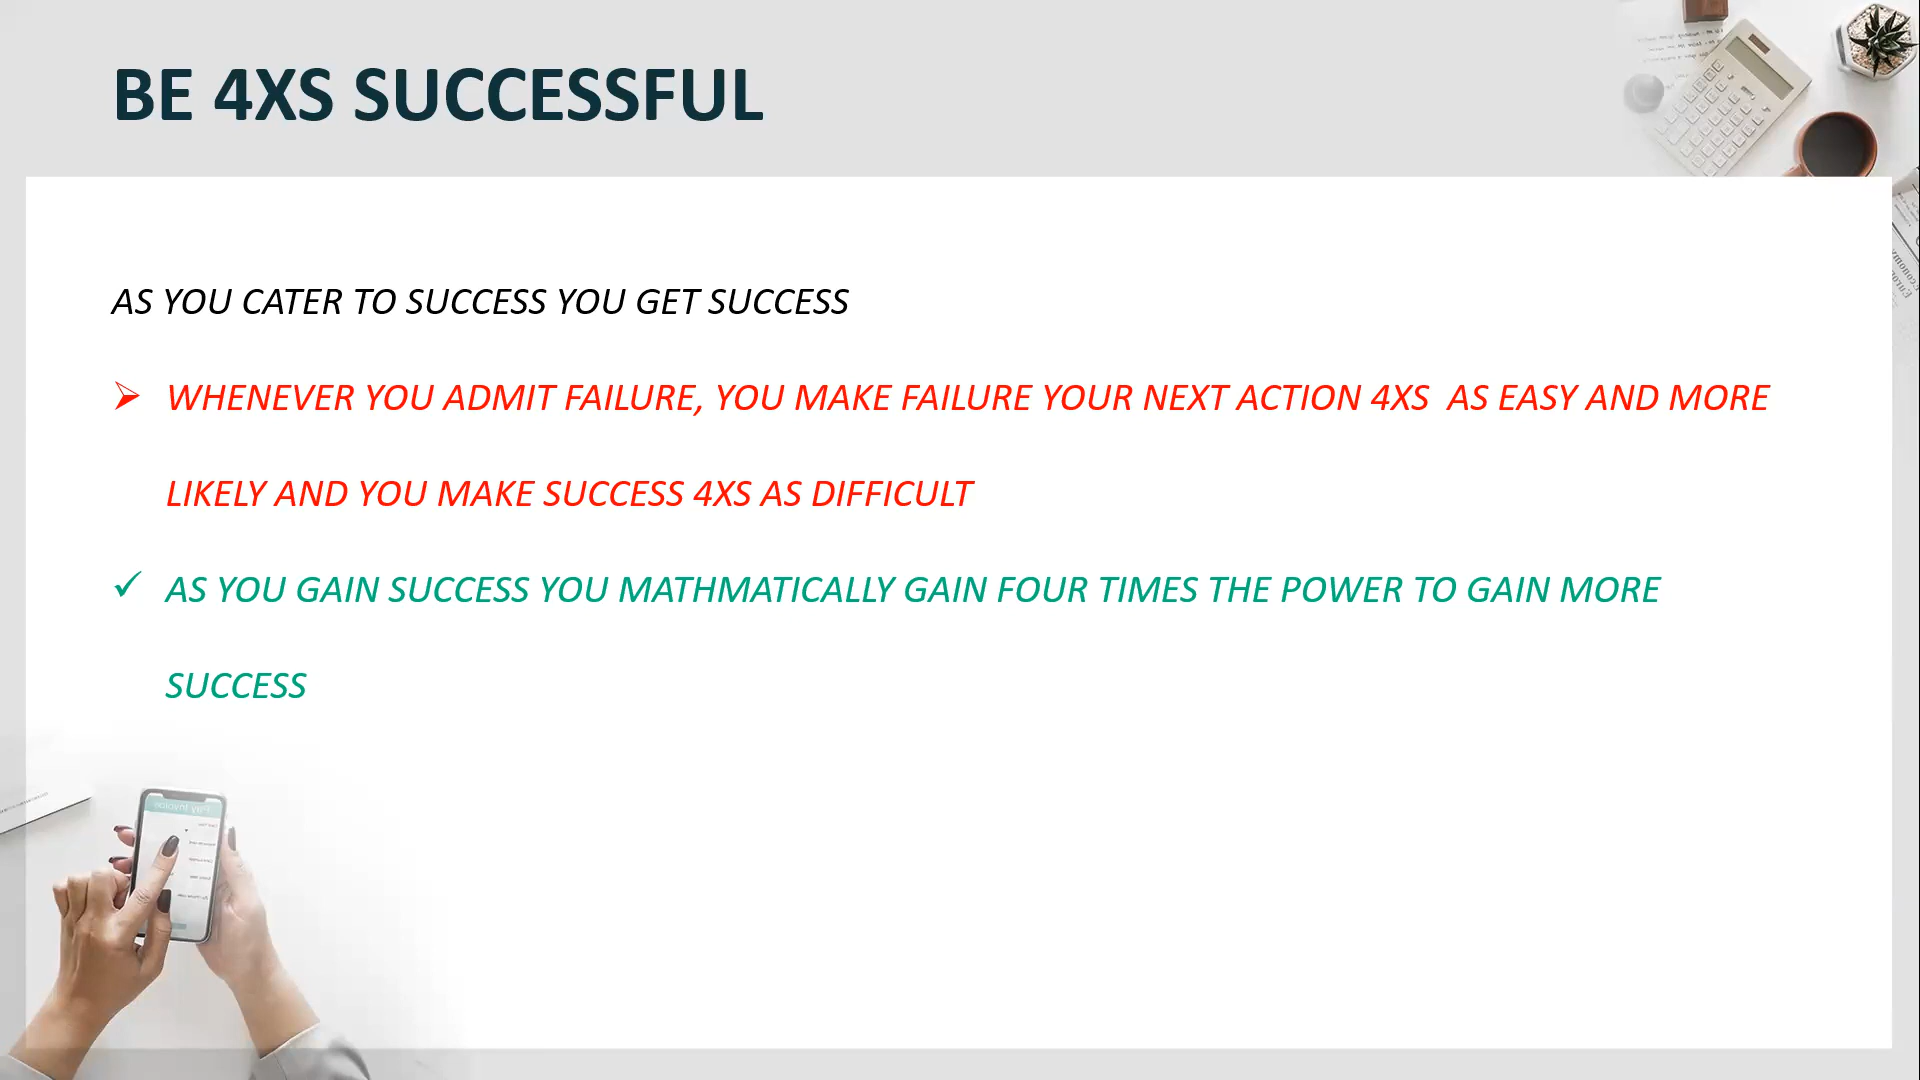 BE 4XS SUCCESSFUL
AS YOU CATER TO SUCCESS YOU GET SUCCESS
WHENEVER YOU ADMIT FAILURE, YOU MAKE FAILURE YOUR NEXT ACTION 4XS  AS EASY AND MORE
LIKELY AND YOU MAKE SUCCESS 4XS AS DIFFICULT
AS YOU GAIN SUCCESS YOU MATHMATICALLY GAIN FOUR TIMES THE POWER TO GAIN MORE
SUCCESS
Pay Invoice